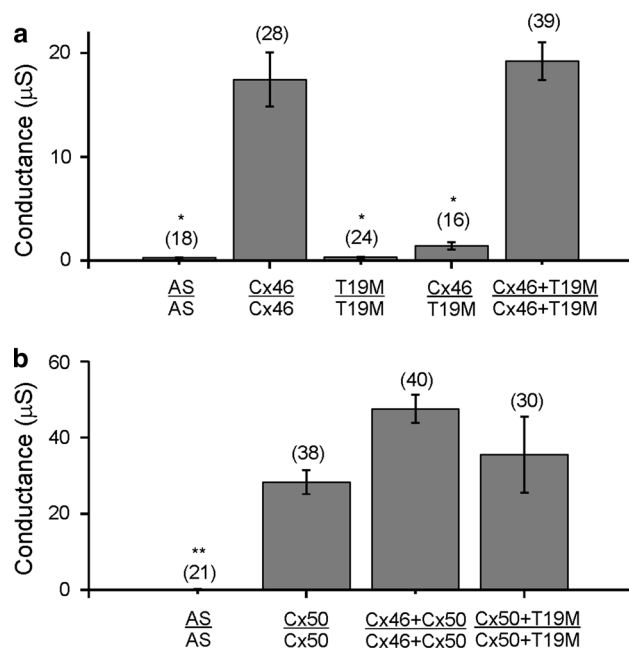 a
Conductance (μS)
20
10
0
*
(18)
(28)
*
(24)
*
(16)
(39)
AS Cx46 T19M Cx46 Cx46+T19M
AS Cx46 T19M T19M Cx46+T19M
b
Conductance (μS)
60
40
20
0
**
(21)
(38)
(40)
(30)
AS Cx50 Cx46+Cx50 Cx50+T19M
AS Cx50 Cx46+Cx50 Cx50+T19M